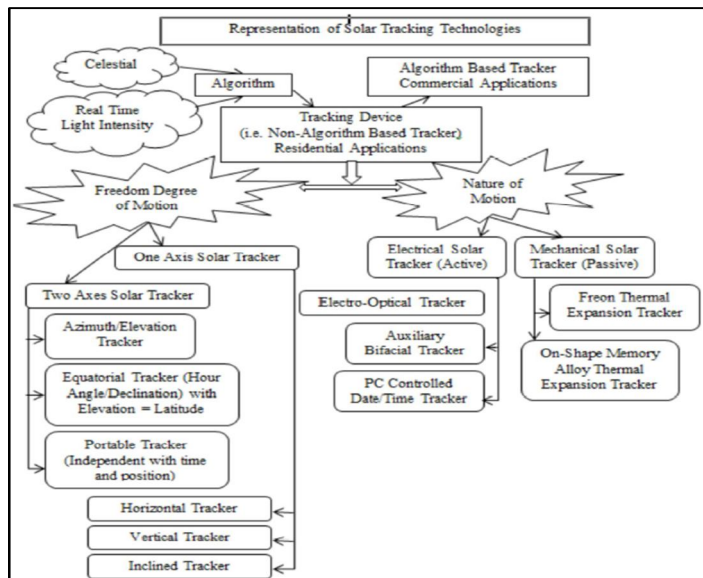 Representation of Solar Tracking Technologies
Celestial
Algorithm
Real Time
Light Intensity
Algorithm Based Tracker
Commercial Applications
Tracking Device
(i.e. Non-Algorithm Based Tracker)
Residential Applications
Freedom Degree
of Motion
Nature of
Motion
One Axis Solar Tracker
Two Axes Solar Tracker
Azimuth/Elevation
Tracker
Equatorial Tracker (Hour
Angle/Declination) with
Elevation = Latitude
Portable Tracker
(Independent with time
and position)
Horizontal Tracker
Vertical Tracker
Inclined Tracker
Electrical Solar
Tracker (Active)
Electro-Optical Tracker
Auxiliary
Bifacial Tracker
PC Controlled
Date/Time Tracker
Mechanical Solar
Tracker (Passive)
Freon Thermal
Expansion Tracker
On-Shape Memory
Alloy Thermal
Expansion Tracker